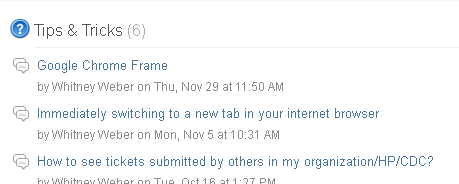 Tips & Tricks (6)
Google Chrome Frame
by Whitney Weber on Thu, Nov 29 at 11:50 AM
Immediately switching to a new tab in your internet browser
by Whitney Weber on Mon, Nov 5 at 10:31 AM
How to see tickets submitted by others in my organization/HP/CDC?
by Whitney Weber on Tue, Oct 16 at 1:27 PM